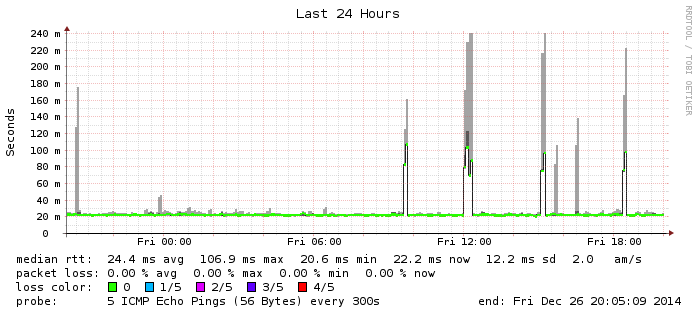 Last 24 Hours
RRDTOOL / TOBI OETIKER
Seconds
240 m
220 m
200 m
180 m
160 m
140 m
120 m
100 m
80 m
60 m
40 m
20 m
0
Fri 00:00 Fri 06:00 Fri 12:00 Fri 18:00
median rtt: 24.4 ms avg 106.9 ms max 20.6 ms min 22.2 ms now 12.2 ms sd 2.0 am/s
packet loss: 0.00 % avg 0.00 % max 0.00 % min 0.00 % now
loss color: 0 1/5 2/5 3/5 4/5
probe: 5 ICMP Echo Pings (56 Bytes) every 300s end: Fri Dec 26 20:05:09 2014